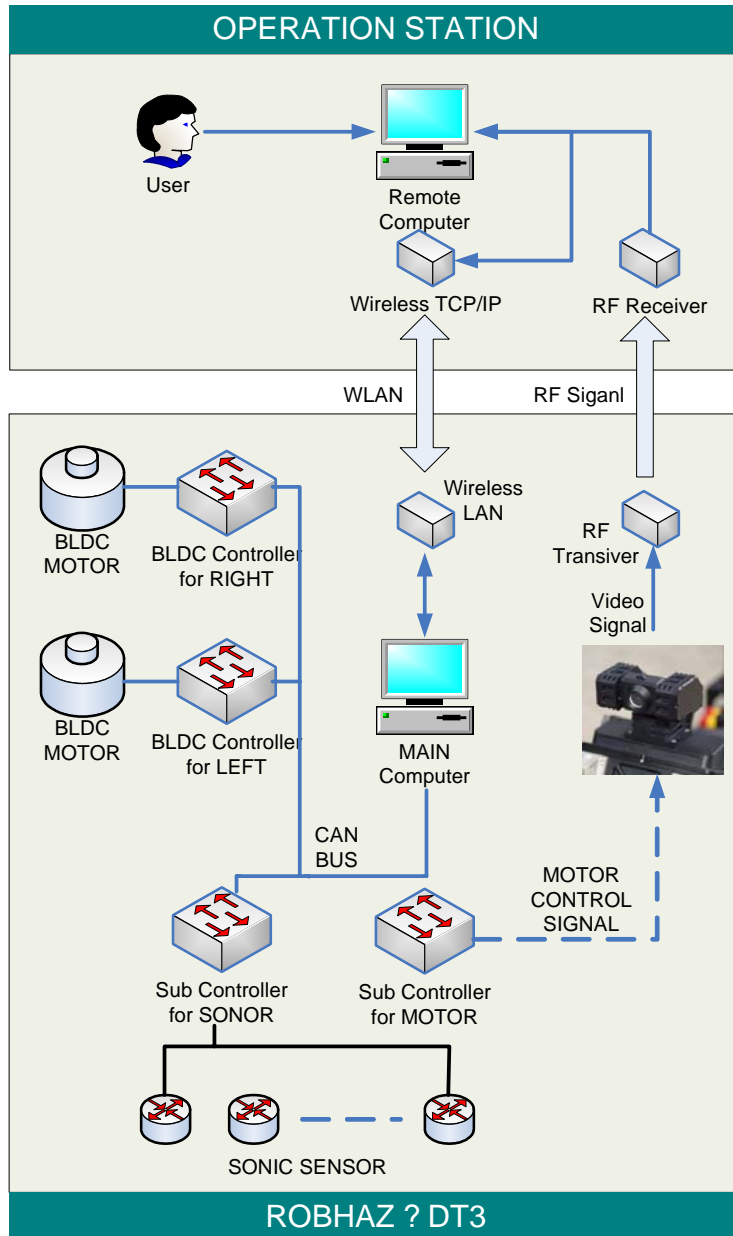 OPERATION STATION
User
Remote
Computer
Wireless TCP/IP
RF Receiver
WLAN
RF Siganl
BLDC
MOTOR
BLDC Controller
for RIGHT
Wireless
LAN
RF
Transiver
Video
Signal
BLDC
MOTOR
BLDC Controller
for LEFT
MAIN
Computer
CAN
BUS
MOTOR
CONTROL
SIGNAL
Sub Controller
for SONOR
Sub Controller
for MOTOR
SONIC SENSOR
ROBHAZ ? DT3